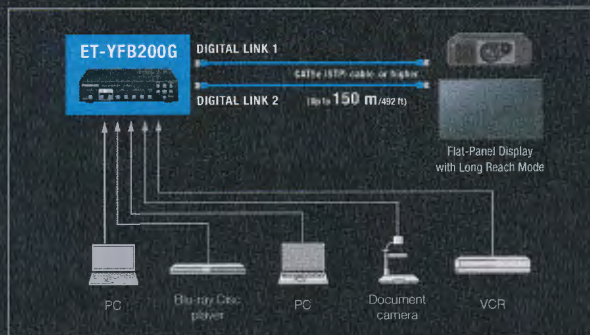 ET-YFB200G
DIGITAL LINK 1
CAT5e (STP) cable or higher
DIGITAL LINK 2
Up to 150 m/492 ft)
Flat-Panel Display
with Long Reach Mode
PC
Blu-ray Disc
player
PC
Document
camera
VCR